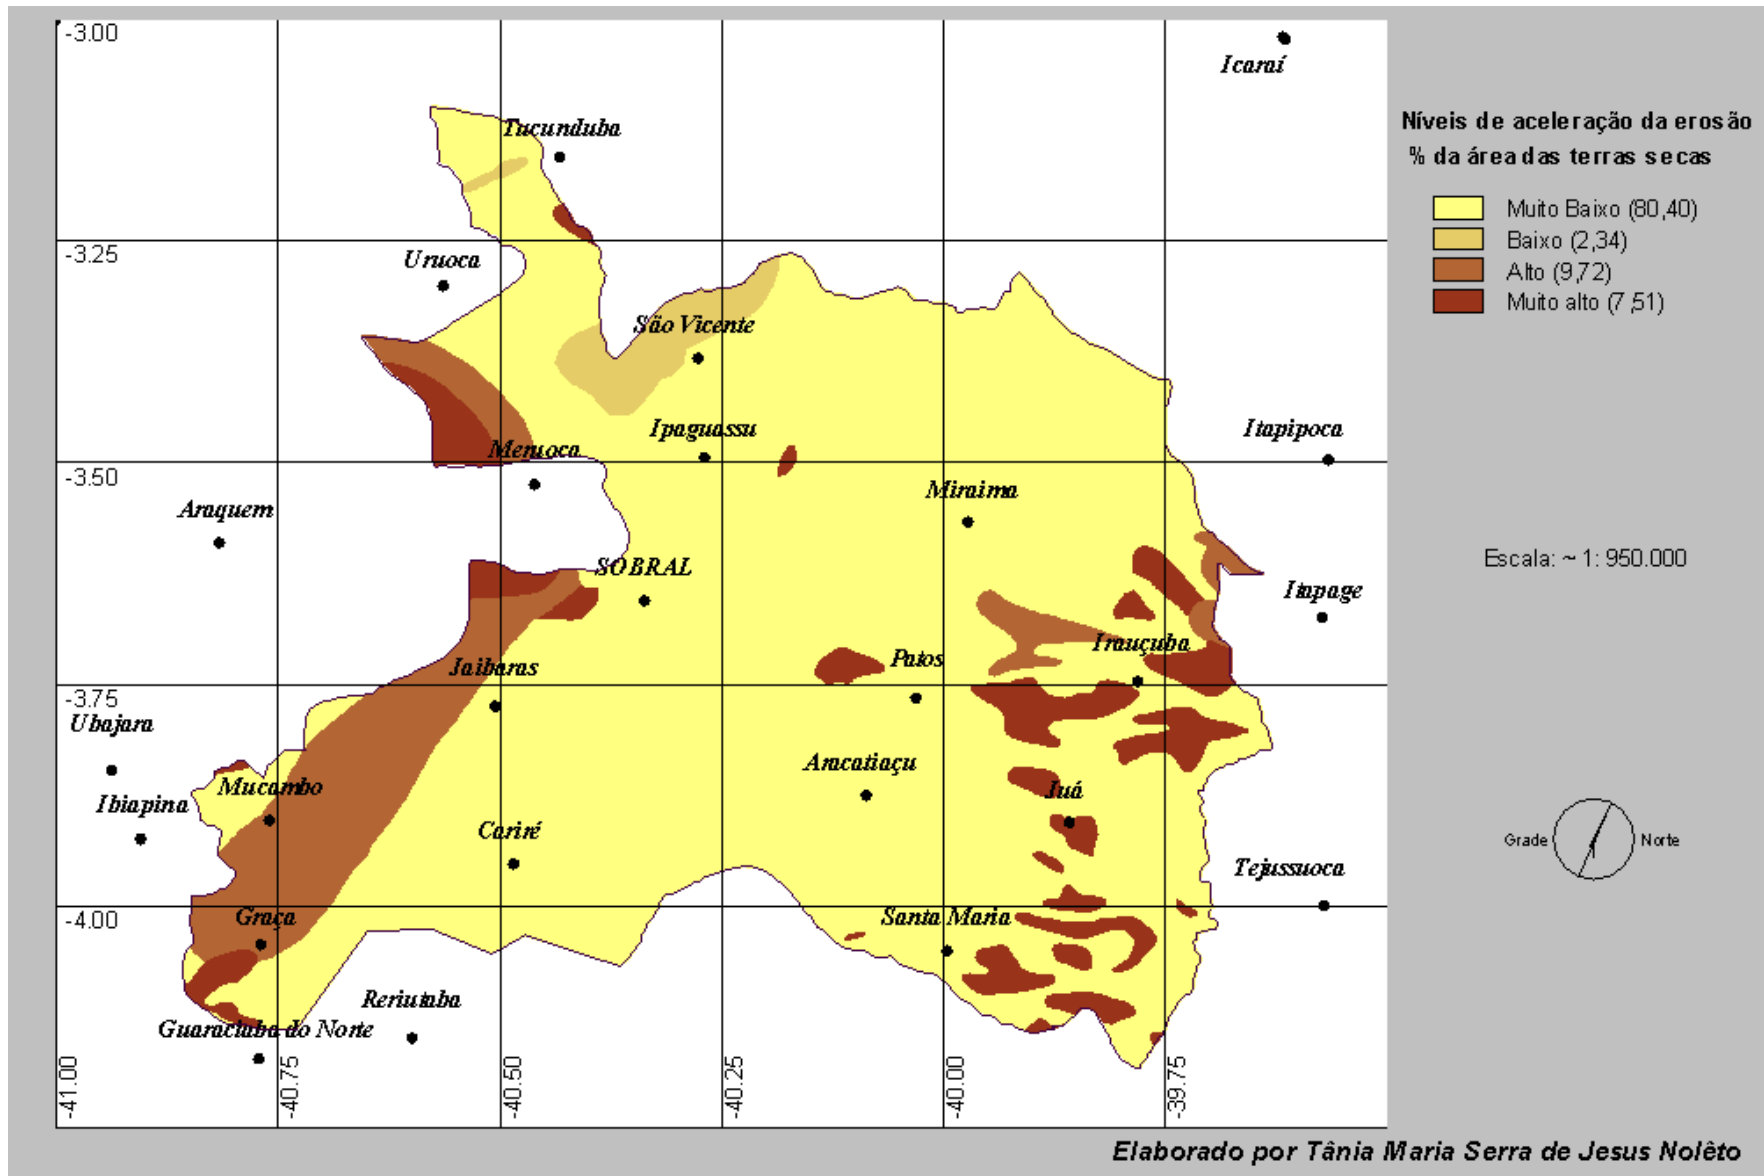 -3.00
Icaraí
Níveis de aceleração da erosão
% da área das terras secas
Tucunduba
Muito Baixo (80,40)
Baixo (2,34)
Alto (9,72)
Muito alto (7,51)
-3.25
Uruoca
São Vicente
Ipaguassu
Itapipoca
Meruoca
-3.50
Miraima
Araquem
Escala: ~ 1: 950.000
SOBRAL
Itapage
Irauçuba
Patos
Jaibaras
-3.75
Ubajara
Aracatiaçu
Mucambo
Juá
Ibiapina
Cariré
Grade
Norte
Tejussuoca
-4.00
Graça
Santa Maria
Reriutaba
Guaraciaba do Norte
-41.00
-40.75
-40.50
-40.25
-40.00
-39.75
Elaborado por Tânia Maria Serra de Jesus Nolêto